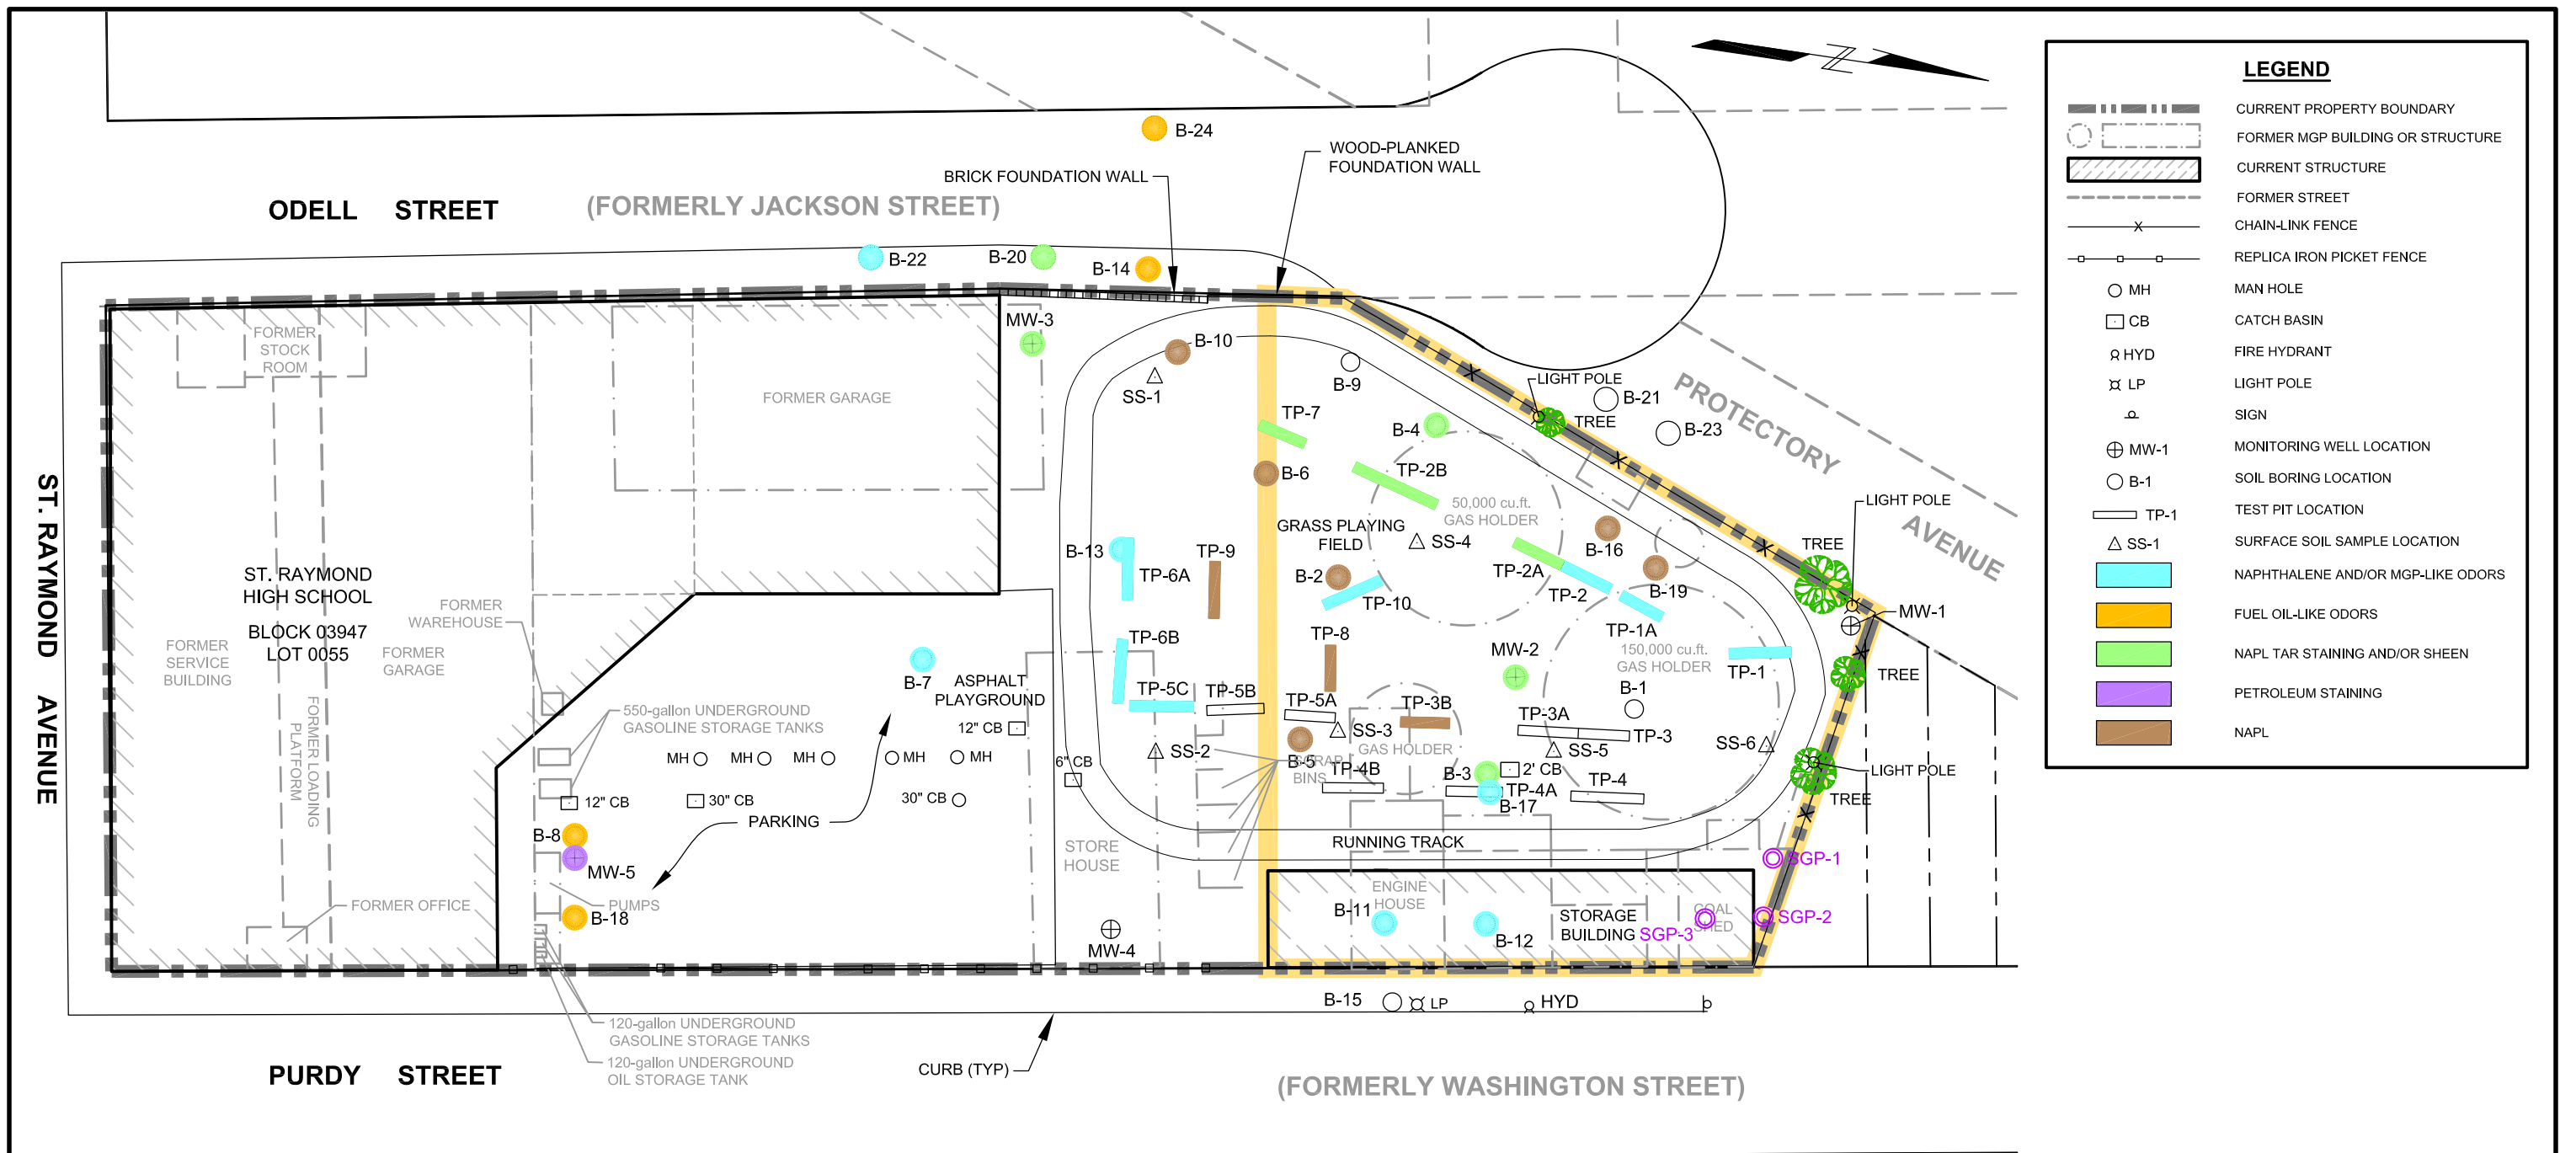 LEGEND
CURRENT PROPERTY BOUNDARY
FORMER MGP BUILDING OR STRUCTURE
CURRENT STRUCTURE
FORMER STREET
X
CHAIN-LINK FENCE
REPLICA IRON PICKET FENCE
MH
MAN HOLE
CB
CATCH BASIN
HYD
FIRE HYDRANT
LP
LIGHT POLE
SIGN
MW-1
MONITORING WELL LOCATION
B-1
SOIL BORING LOCATION
TP-1
TEST PIT LOCATION
SS-1
SURFACE SOIL SAMPLE LOCATION
NAPHTHALENE AND/OR MGP-LIKE ODORS
FUEL OIL-LIKE ODORS
NAPL TAR STAINING AND/OR SHEEN
PETROLEUM STAINING
NAPL
Z
B-24
WOOD-PLANKED
FOUNDATION WALL
BRICK FOUNDATION WALL
ODELL STREET
(FORMERLY JACKSON STREET)
B-22
B-20
B-14
MW-3
B-10
SS-1
B-9
FORMER
STOCK
ROOM
FORMER GARAGE
LIGHT POLE
TREE
B-21
B-23
PROTECTORY
AVENUE
TP-7
B-4
B-6
TP-2B
50,000 cu.ft.
GAS HOLDER
GRASS PLAYING
FIELD
SS-4
B-16
LIGHT POLE
TREE
ST. RAYMOND
AVENUE
ST. RAYMOND
HIGH SCHOOL
BLOCK 03947
LOT 0055
FORMER
WAREHOUSE
FORMER
SERVICE
BUILDING
FORMER
GARAGE
FORMER LOADING
PLATFORM
B-13
TP-6A
TP-9
B-2
TP-10
TP-2A
TP-2
B-19
TP-1A
MW-1
TP-6B
TP-8
MW-2
150,000 cu.ft.
GAS HOLDER
TP-1
TREE
B-7
ASPHALT
PLAYGROUND
TP-5C
TP-5B
TP-5A
TP-3B
TP-3A
B-1
TP-3
550-gallon UNDERGROUND
GASOLINE STORAGE TANKS
12" CB
SS-3
GAS HOLDER
SS-5
SS-6
MH
MH
MH
MH
MH
SS-2
6" CB
SCRAP
BINS
B-5
TP-4B
B-3
2' CB
TP-4A
B-17
TP-4
LIGHT POLE
TREE
12" CB
30" CB
30" CB
PARKING
B-8
MW-5
STORE
HOUSE
RUNNING TRACK
SGP-1
PUMPS
B-18
FORMER OFFICE
ENGINE
HOUSE
B-11
B-12
STORAGE
BUILDING
COAL
SHED
SGP-3
SGP-2
MW-4
B-15
LP
HYD
120-gallon UNDERGROUND
GASOLINE STORAGE TANKS
120-gallon UNDERGROUND
OIL STORAGE TANK
CURB (TYP)
PURDY STREET
(FORMERLY WASHINGTON STREET)